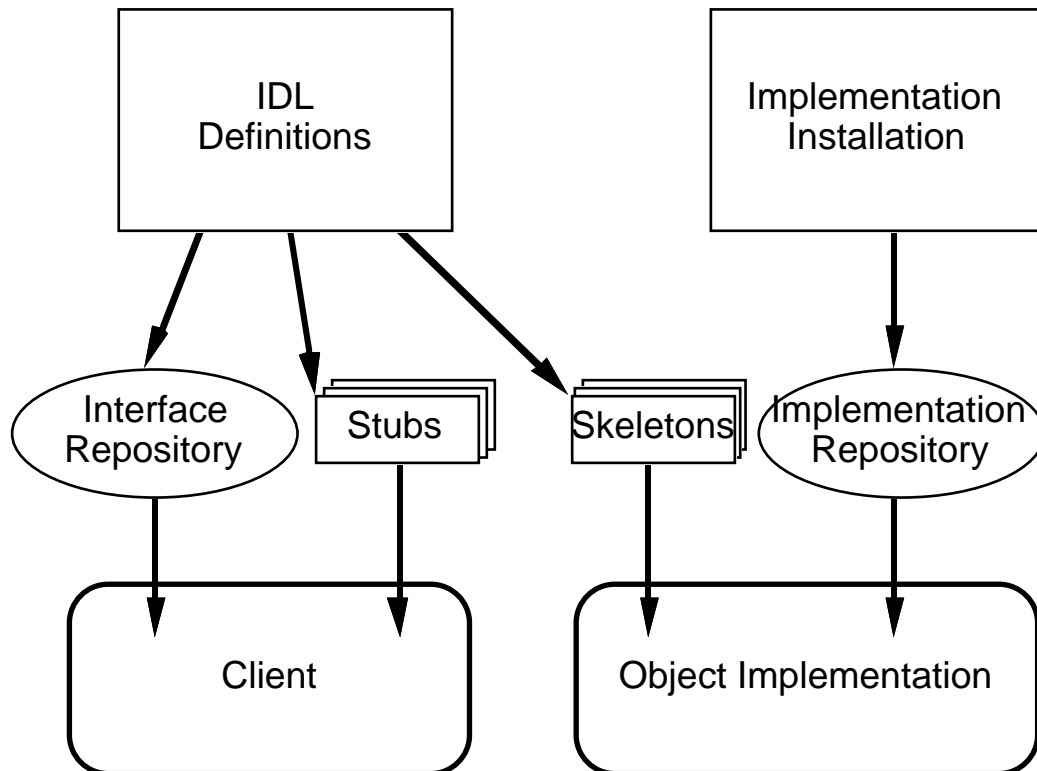 IDL
Definitions
Implementation
Installation
Interface
Repository
Stubs
Skeletons
Implementation
Repository
Client
Object Implementation